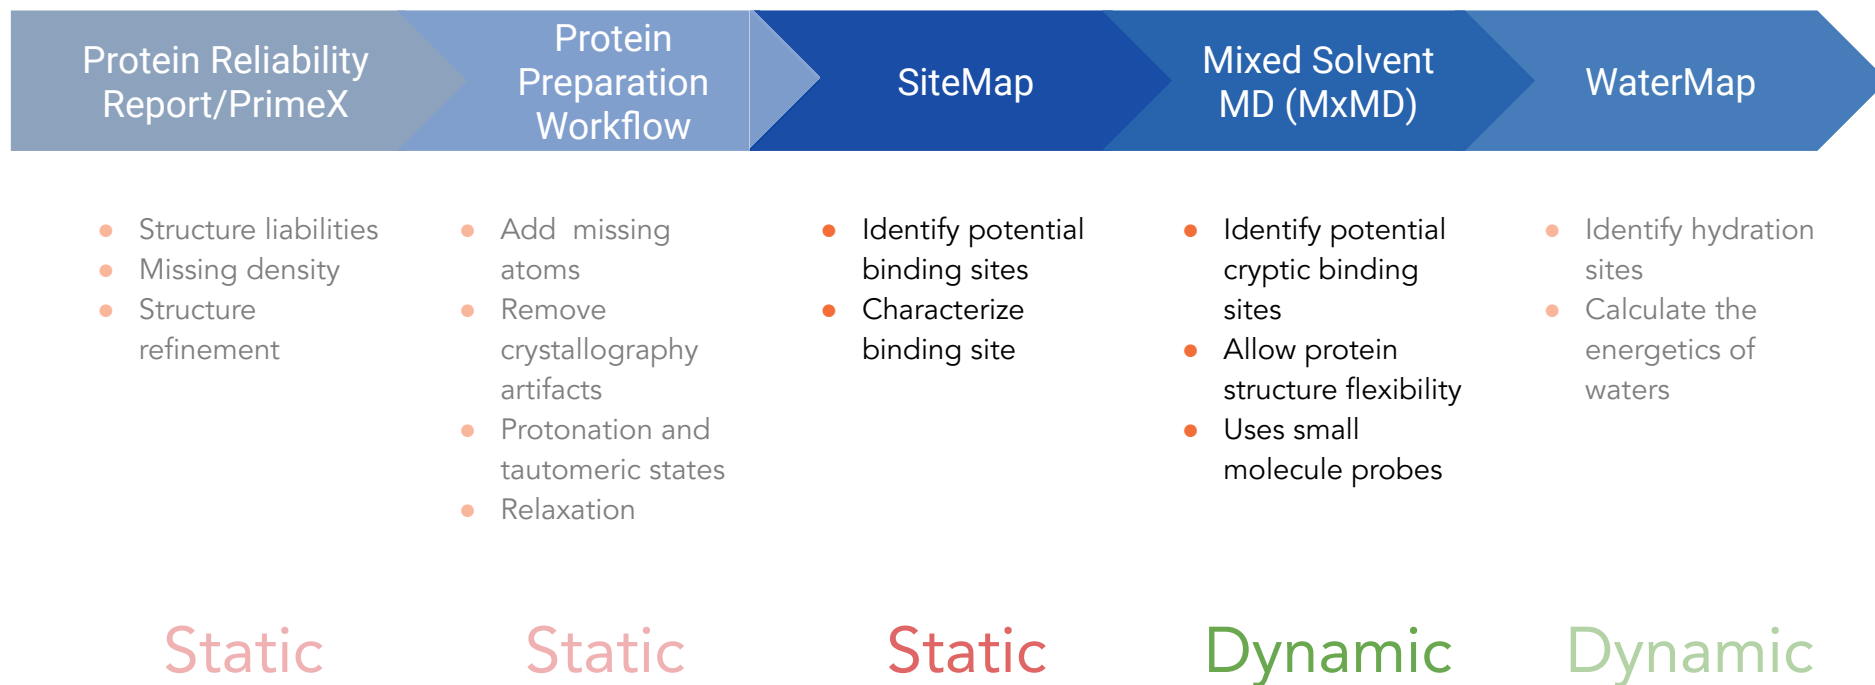 Protein Reliability
Report/PrimeX
Protein
Preparation
Workflow
SiteMap
Mixed Solvent
MD (MxMD)
WaterMap
● Structure liabilities
● Missing density
● Structure
refinement
● Add missing
atoms
● Remove
crystallography
artifacts
● Protonation and
tautomeric states
● Relaxation
● Identify potential
binding sites
● Characterize
binding site
● Identify potential
cryptic binding
sites
● Allow protein
structure flexibility
● Uses small
molecule probes
● Identify hydration
sites
● Calculate the
energetics of
waters
Static
Static
Static
Dynamic
Dynamic